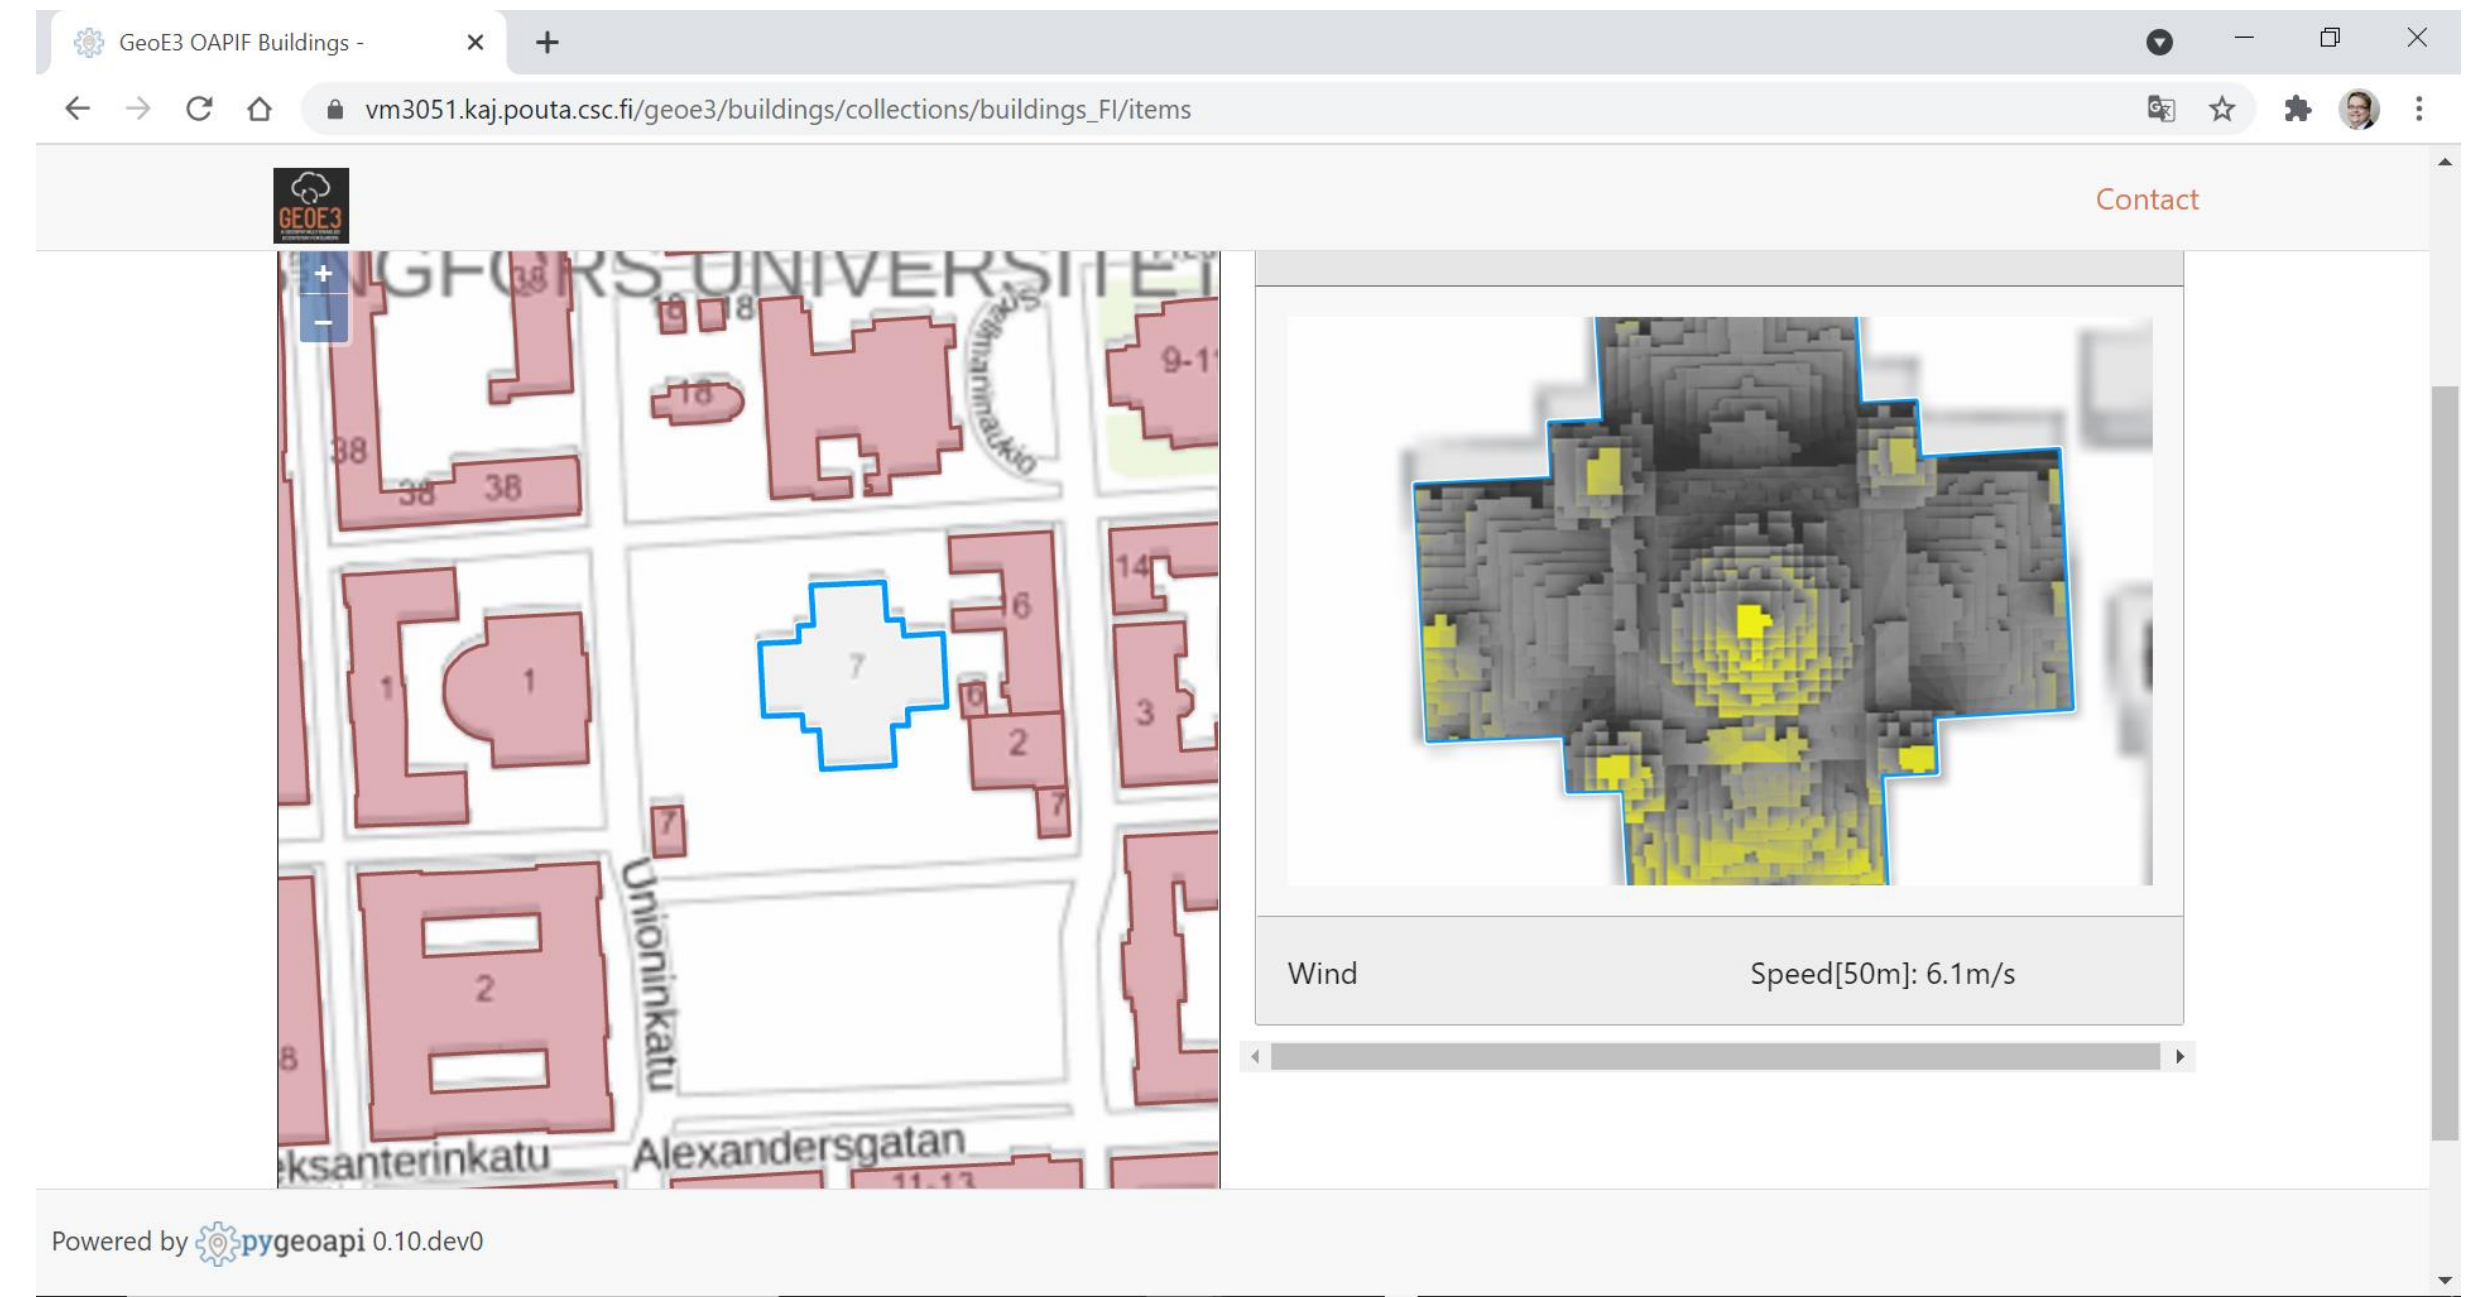 GeoE3 OAPIF Buildings -
vm3051.kaj.pouta.csc.fi/geoe3/buildings/collections/buildings_FI/items
GEOE3
Contact
NGFORS UNIVERSITET
+
−
38
18
18
18
Snellmaninaukio
9-1
38
38
38
14
6
1
1
7
6
3
2
7
7
Unioninkatu
2
8
eksanterinkatu
Alexandersgatan
11-13
Wind
Speed[50m]: 6.1m/s
Powered by pygeoapi 0.10.dev0